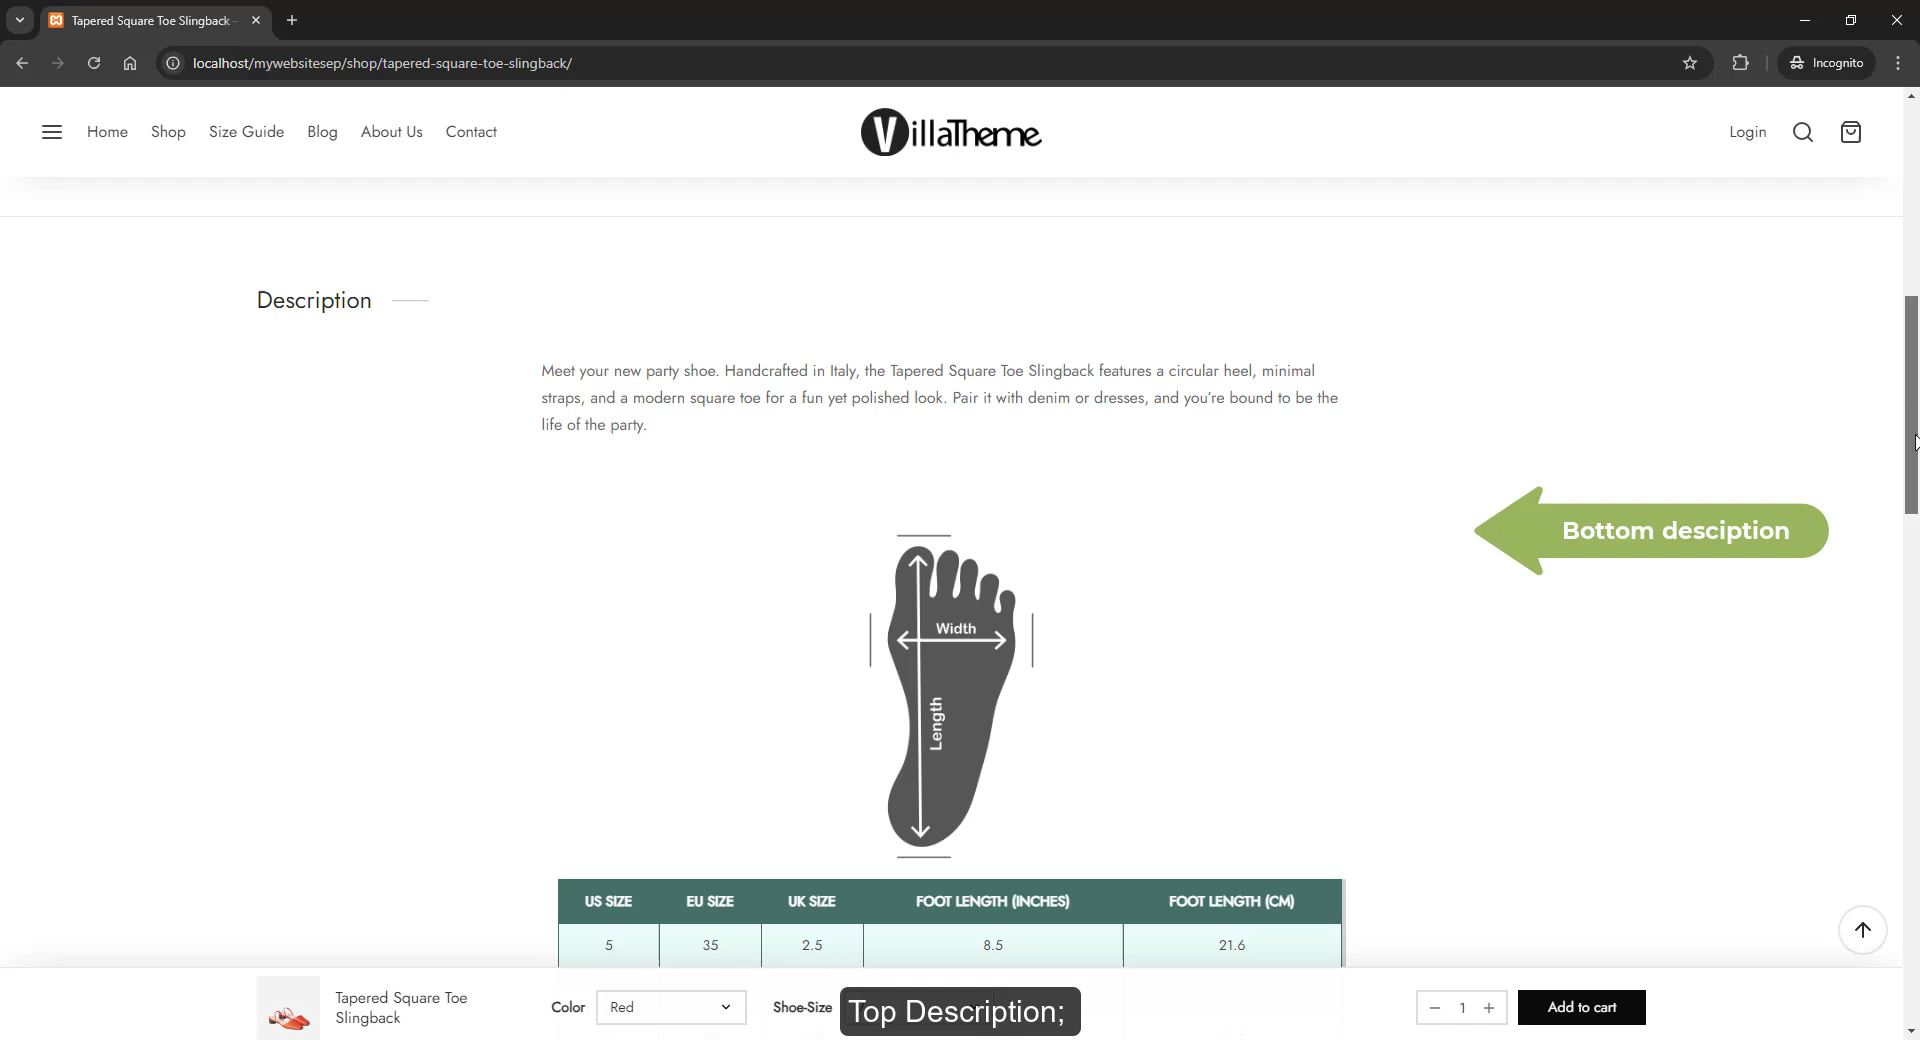 Tapered Square Toe Slingback
localhost/mywebsitesep/shop/tapered-square-toe-slingback/
Incognito
Home
Shop
Size Guide
Blog
About Us
Contact
VillaTheme
Login
Description
Meet your new party shoe. Handcrafted in Italy, the Tapered Square Toe Slingback features a circular heel, minimal
straps, and a modern square toe for a fun yet polished look. Pair it with denim or dresses, and you’re bound to be the
life of the party.
Bottom desciption
Width
Length
US SIZE EU SIZE UK SIZE FOOT LENGTH (INCHES) FOOT LENGTH (CM)
5 35 2.5 8.5 21.6
Tapered Square Toe
Slingback
Color
Red
Shoe-Size
Top Description;
1
Add to cart